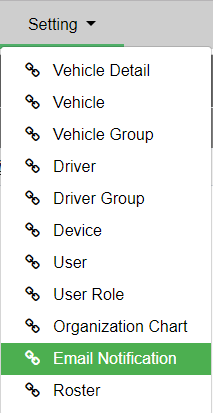 Setting
Vehicle Detail
Vehicle
Vehicle Group
Driver
Driver Group
Device
User
User Role
Organization Chart
Email Notification
Roster